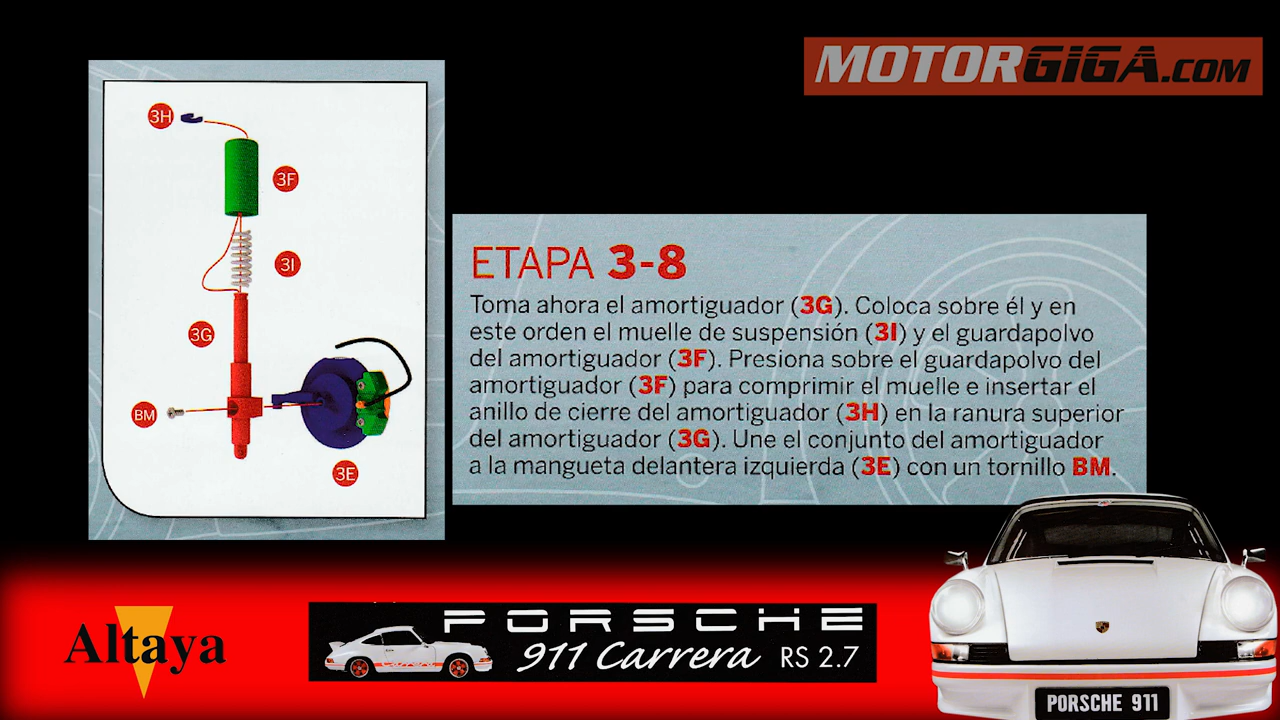 MOTORGIGA.COM
3H
3F
3I
3G
BM
3E
ETAPA 3-8
Toma ahora el amortiguador (3G). Coloca sobre él y en
este orden el muelle de suspensión (3I) y el guardapolvo
del amortiguador (3F). Presiona sobre el guardapolvo del
amortiguador (3F) para comprimir el muelle e insertar el
anillo de cierre del amortiguador (3H) en la ranura superior
del amortiguador (3G). Une el conjunto del amortiguador
a la mangueta delantera izquierda (3E) con un tornillo BM.
Altaya
PORSCHE
911 Carrera RS 2.7
PORSCHE 911